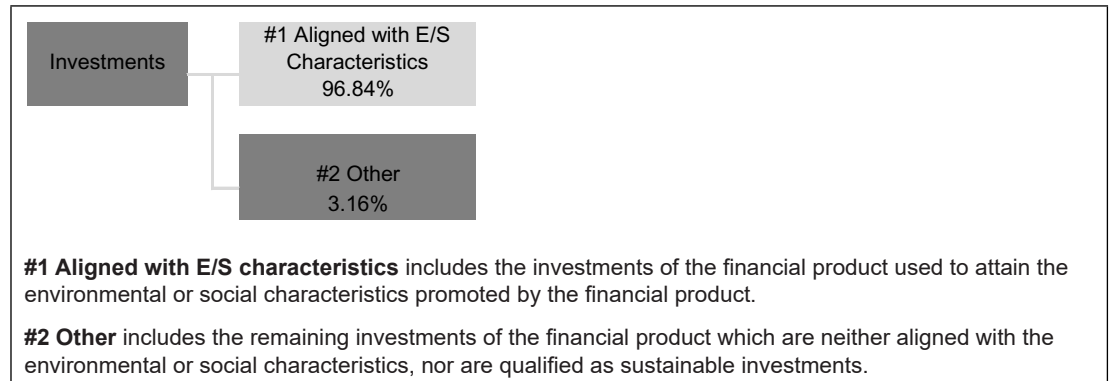 Investments
#1 Aligned with E/S
Characteristics
96.84%
#2 Other
3.16%
#1 Aligned with E/S characteristics includes the investments of the financial product used to attain the
environmental or social characteristics promoted by the financial product.
#2 Other includes the remaining investments of the financial product which are neither aligned with the
environmental or social characteristics, nor are qualified as sustainable investments.